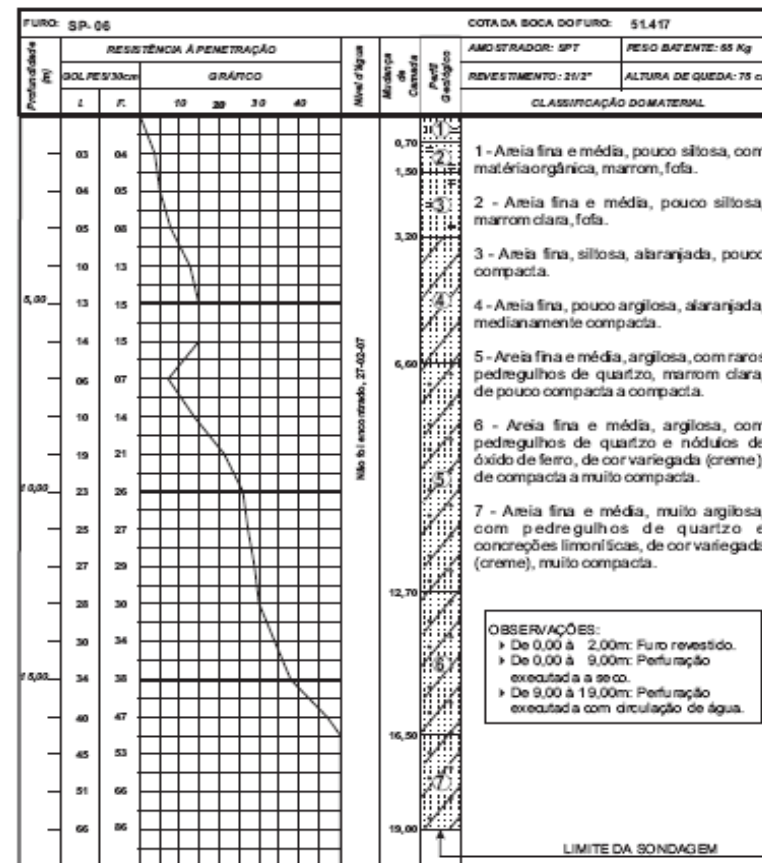 FURO: SP-06 COTA DA BOCA DO FURO: 51.417
Profundidade (m)
RESISTÊNCIA À PENETRAÇÃO
GOLPES/30cm GRÁFICO
I. F. 10 20 30 40
Nível d'água
Mudança de Camada
Perfil Geológico
AMOSTRADOR: SPT PESO BATENTE: 65 Kg
REVESTIMENTO: 21/2" ALTURA DE QUEDA: 75 c
CLASSIFICAÇÃO DO MATERIAL
03 04
04 05
05 08
10 13
5,00 13 15
14 15
06 07
10 14
19 21
10,00 23 26
25 27
27 29
28 30
30 34
15,00 34 38
40 47
45 53
51 66
66 86
Não foi encontrado, 27-02-07
0,70
1,50
3,20
6,60
12,70
16,50
19,00
1
2
3
4
5
6
7
1 - Areia fina e média, pouco siltosa, com
matéria orgânica, marrom, fofa.
2 - Areia fina e média, pouco siltosa,
marrom clara, fofa.
3 - Areia fina, siltosa, alaranjada, pouco
compacta.
4 - Areia fina, pouco argilosa, alaranjada,
medianamente compacta.
5 - Areia fina e média, argilosa, com raros
pedregulhos de quartzo, marrom clara,
de pouco compacta a compacta.
6 - Areia fina e média, argilosa, com
pedregulhos de quartzo e nódulos de
óxido de ferro, de cor variegada (creme)
de compacta a muito compacta.
7 - Areia fina e média, muito argilosa,
com pedregulhos de quartzo e
concreções limoníticas, de cor variegada
(creme), muito compacta.
OBSERVAÇÕES:
De 0,00 à 2,00m: Furo revestido.
De 0,00 à 9,00m: Perfuração
executada a seco.
De 9,00 à 19,00m: Perfuração
executada com circulação de água.
LIMITE DA SONDAGEM